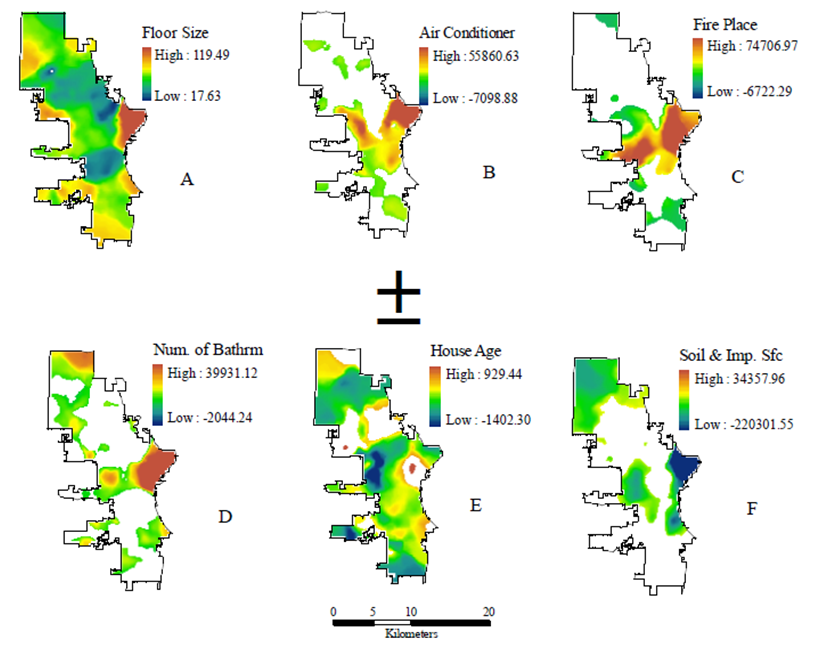 Floor Size
High : 119.49
Low : 17.63
A
Air Conditioner
High : 55860.63
Low : -7098.88
B
Fire Place
High : 74706.97
Low : -6722.29
C
±
Num. of Bathrm
High : 39931.12
Low : -2044.24
D
House Age
High : 929.44
Low : -1402.30
E
Soil & Imp. Sfc
High : 34357.96
Low : -220301.55
F
0 5 10 20
Kilometers